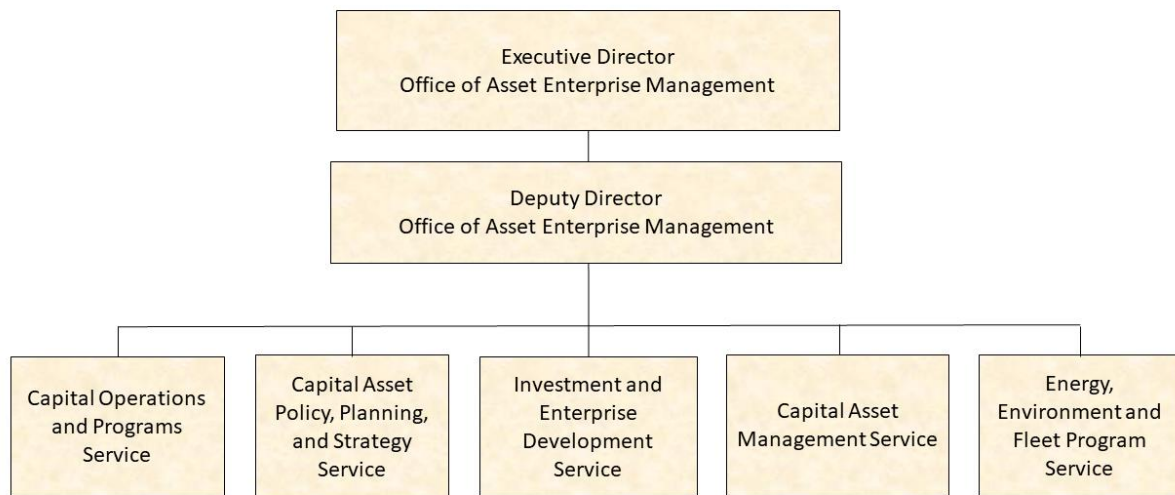 Executive Director
Office of Asset Enterprise Management
Deputy Director
Office of Asset Enterprise Management
Capital Operations
and Programs
Service
Capital Asset
Policy, Planning,
and Strategy
Service
Investment and
Enterprise
Development
Service
Capital Asset
Management Service
Energy,
Environment and
Fleet Program
Service